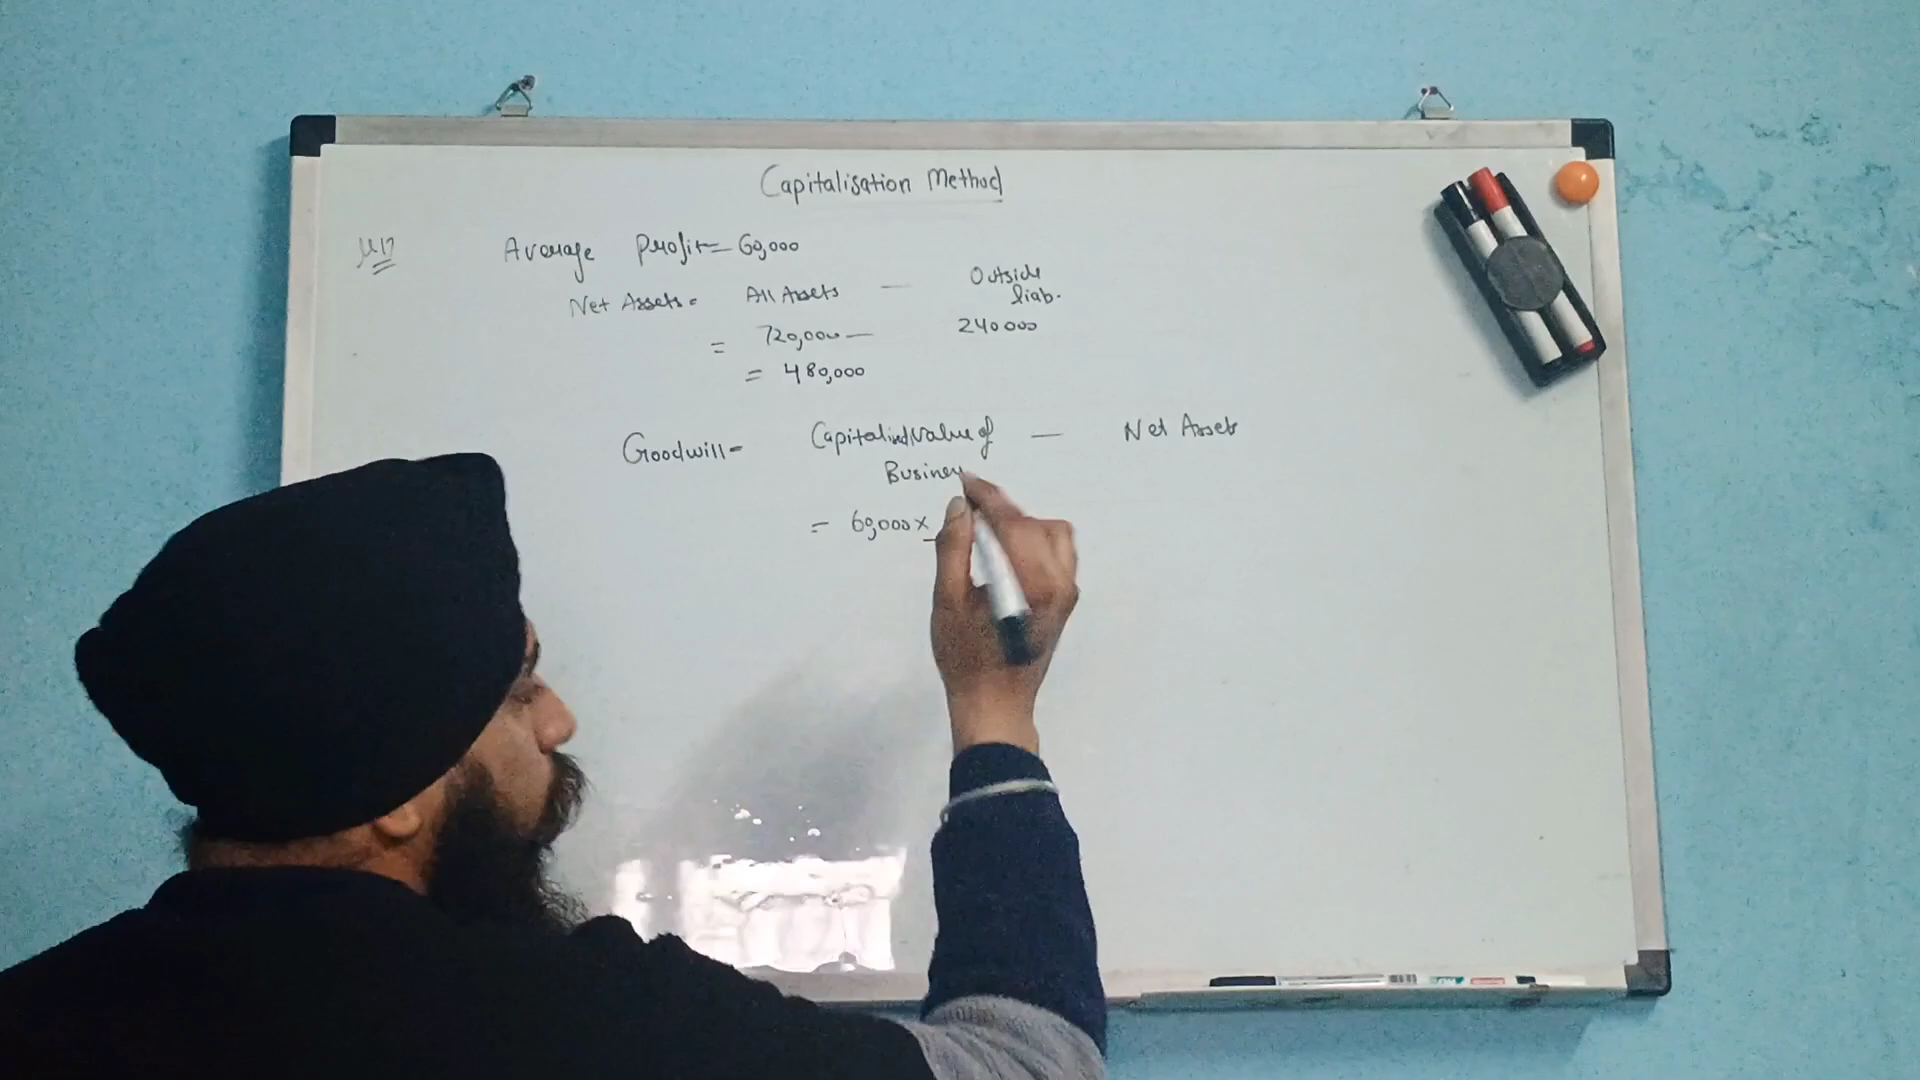 Capitalisation Method
Average Profit = 60,000
Net Assets = All Assets — Outside liab.
= 720,000 — 240000
= 480,000
Goodwill = Capitalised Value of Business — Net Assets
= 60,000 ×